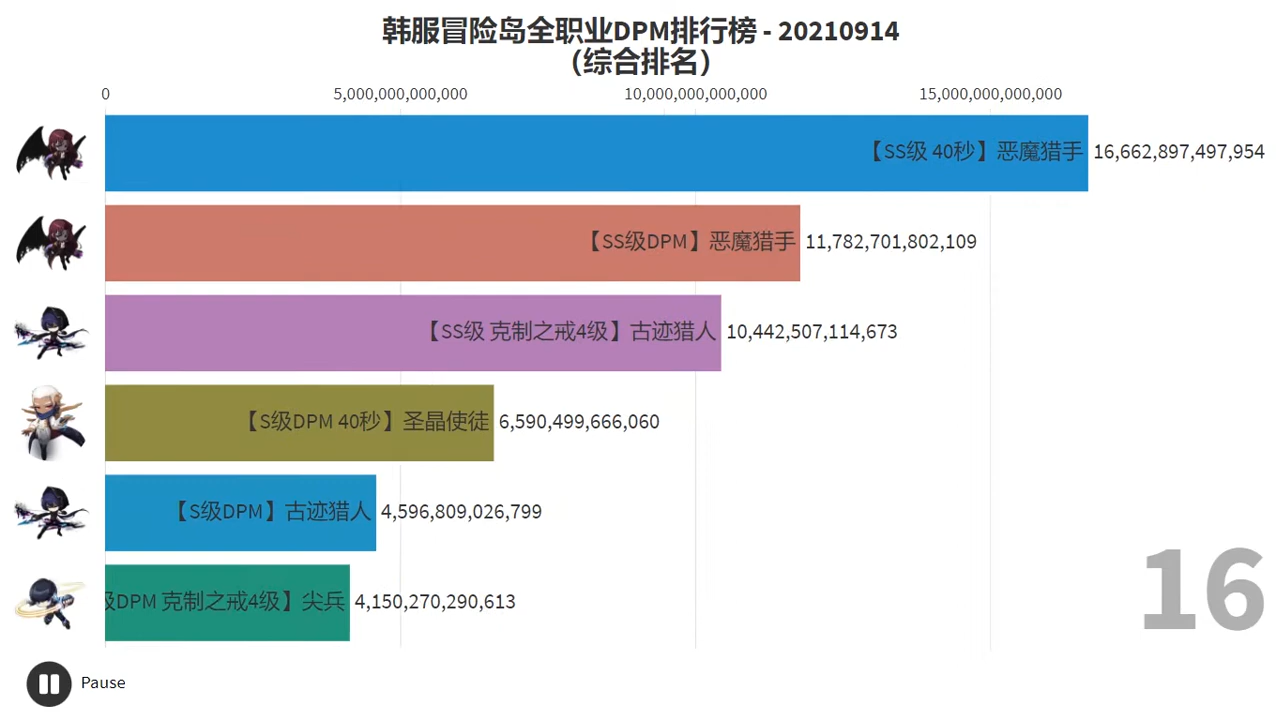 韩服冒险岛全职业DPM排行榜 - 20210914
（综合排名）
0 5,000,000,000,000 10,000,000,000,000 15,000,000,000,000
【SS级 40秒】恶魔猎手 16,662,897,497,954
【SS级DPM】恶魔猎手 11,782,701,802,109
【SS级 克制之戒4级】古迹猎人 10,442,507,114,673
【S级DPM 40秒】圣晶使徒 6,590,499,666,060
【S级DPM】古迹猎人 4,596,809,026,799
级DPM 克制之戒4级】尖兵 4,150,270,290,613
16
Pause